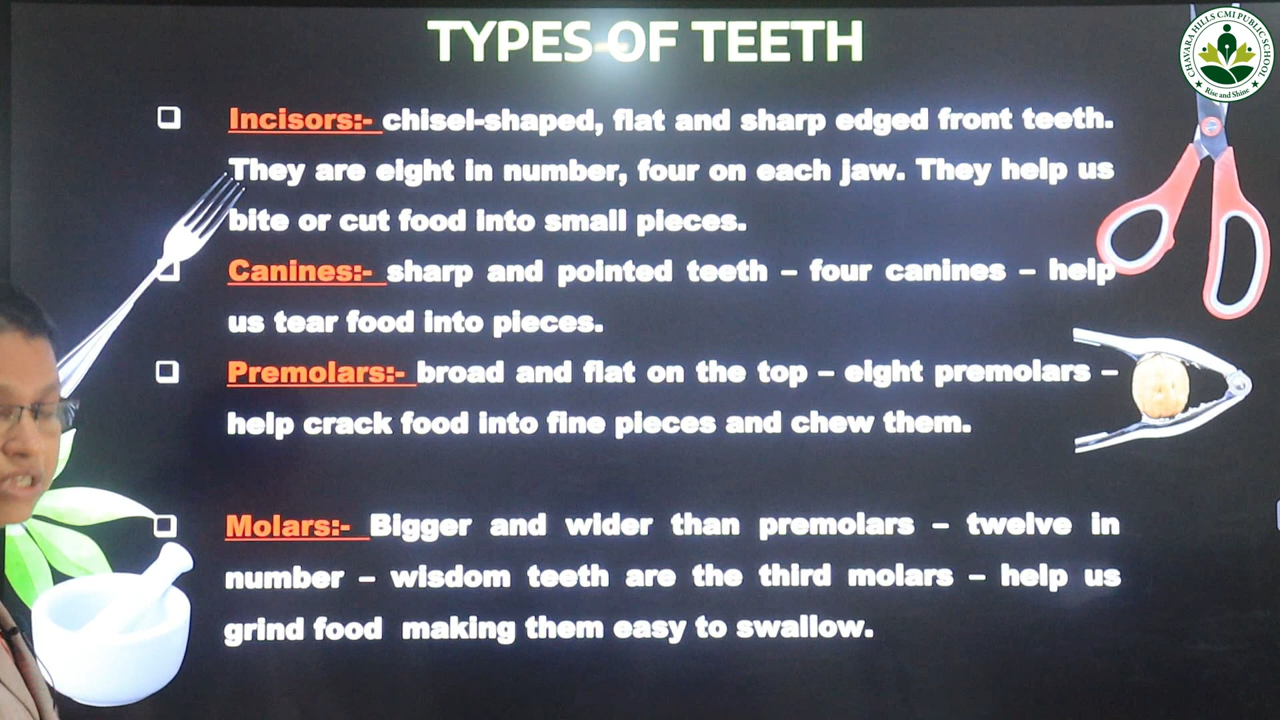 TYPES OF TEETH
CHAVARA HILLS CMI PUBLIC SCHOOL
Rise and Shine
Incisors:- chisel-shaped, flat and sharp edged front teeth.
They are eight in number, four on each jaw. They help us
bite or cut food into small pieces.
Canines:- sharp and pointed teeth – four canines – help
us tear food into pieces.
Premolars:- broad and flat on the top – eight premolars –
help crack food into fine pieces and chew them.
Molars:- Bigger and wider than premolars – twelve in
number – wisdom teeth are the third molars – help us
grind food making them easy to swallow.